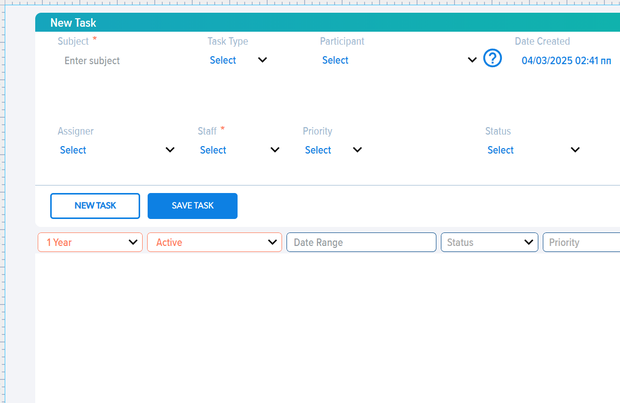 New Task
Subject * Task Type Participant Date Created
Enter subject Select Select 04/03/2025 02:41 пп
Assigner Staff * Priority Status
Select Select Select Select
NEW TASK SAVE TASK
1 Year Active Date Range Status Priority